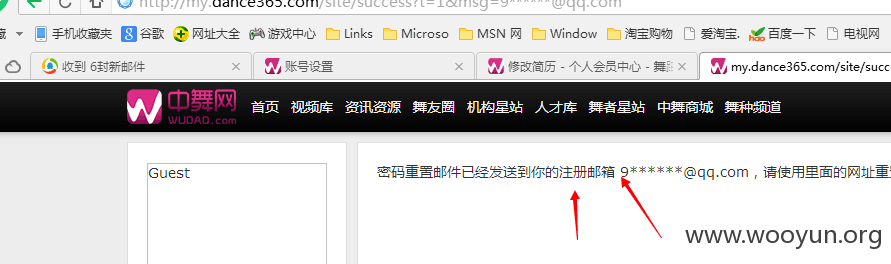 http://my.dance365.com/site/success?t=1&msg=9******@qq.com
藏 手机收藏夹 谷歌 网址大全 游戏中心 Links Microso MSN 网 Window 淘宝购物 爱淘宝. hao 百度一下 电视网
收到 6封新邮件 账号设置 修改简历 - 个人会员中心 - 舞 my.dance365.com/site/succ
中舞网 WUDAO.com 首页 视频库 资讯资源 舞友圈 机构星站 人才库 舞者星站 中舞商城 舞种频道
Guest
密码重置邮件已经发送到你的注册邮箱 9******@qq.com，请使用里面的网址重
www.wooyun.org